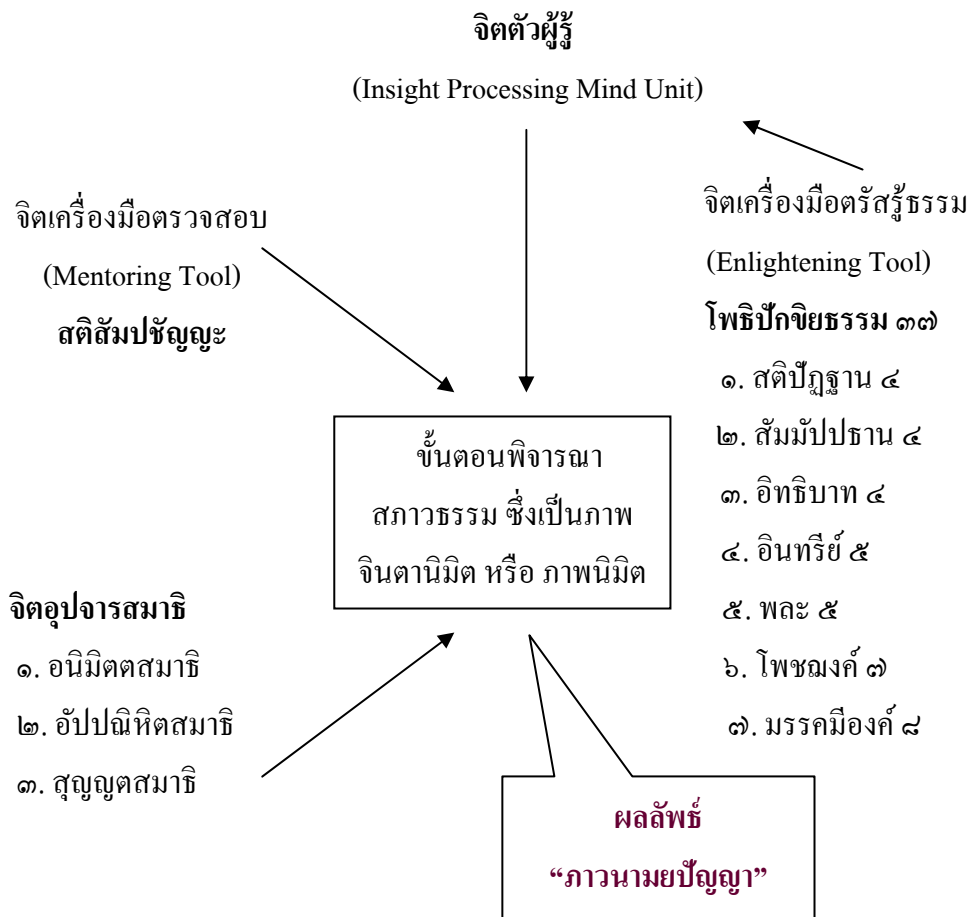 จิตตัวผู้รู้
(Insight Processing Mind Unit)
จิตเครื่องมือตรวจสอบ
(Mentoring Tool)
สติสัมปชัญญะ
จิตเครื่องมือตรัสรู้ธรรม
(Enlightening Tool)
โพธิปักขิยธรรม ๓๗
๑. สติปัฏฐาน ๔
๒. สัมมัปปธาน ๔
๓. อิทธิบาท ๔
๔. อินทรีย์ ๕
๕. พละ ๕
๖. โพชฌงค์ ๗
๗. มรรคมีองค์ ๘
ขั้นตอนพิจารณา
สภาวธรรม ซึ่งเป็นภาพ
จินตานิมิต หรือ ภาพนิมิต
จิตอุปจารสมาธิ
๑. อนิมิตตสมาธิ
๒. อัปปณิหิตสมาธิ
๓. สุญญตสมาธิ
ผลลัพธ์
“ภาวนามยปัญญา”